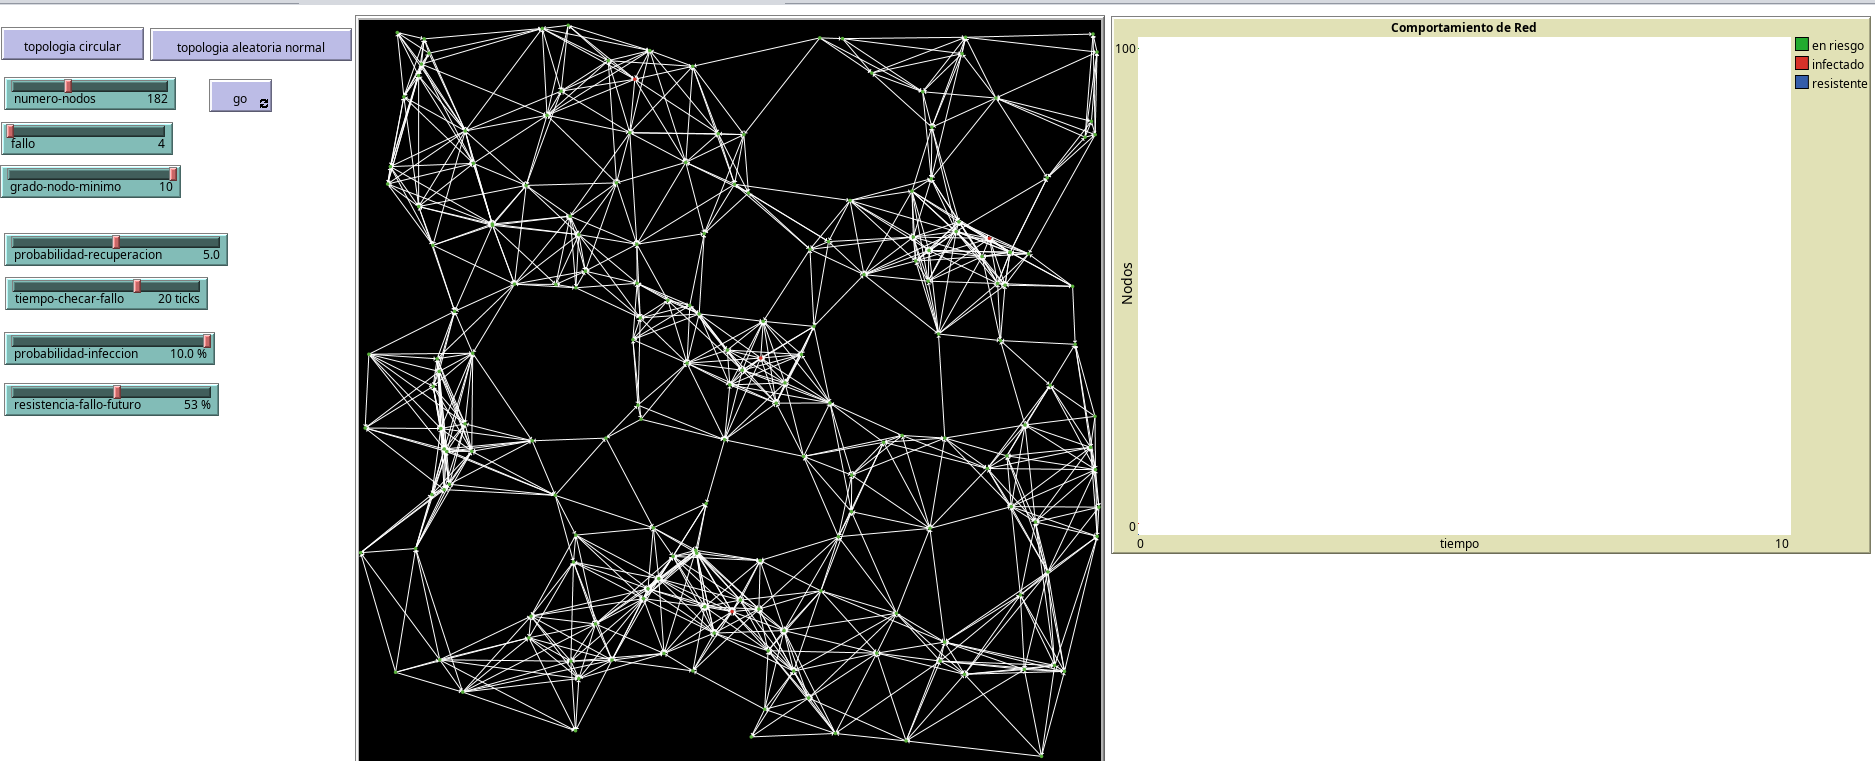 topologia circular
topologia aleatoria normal
numero-nodos 182
go
fallo 4
grado-nodo-minimo 10
probabilidad-recuperacion 5.0
tiempo-checar-fallo 20 ticks
probabilidad-infeccion 10.0 %
resistencia-fallo-futuro 53 %
Comportamiento de Red
100
Nodos
0
0 tiempo 10
en riesgo
infectado
resistente